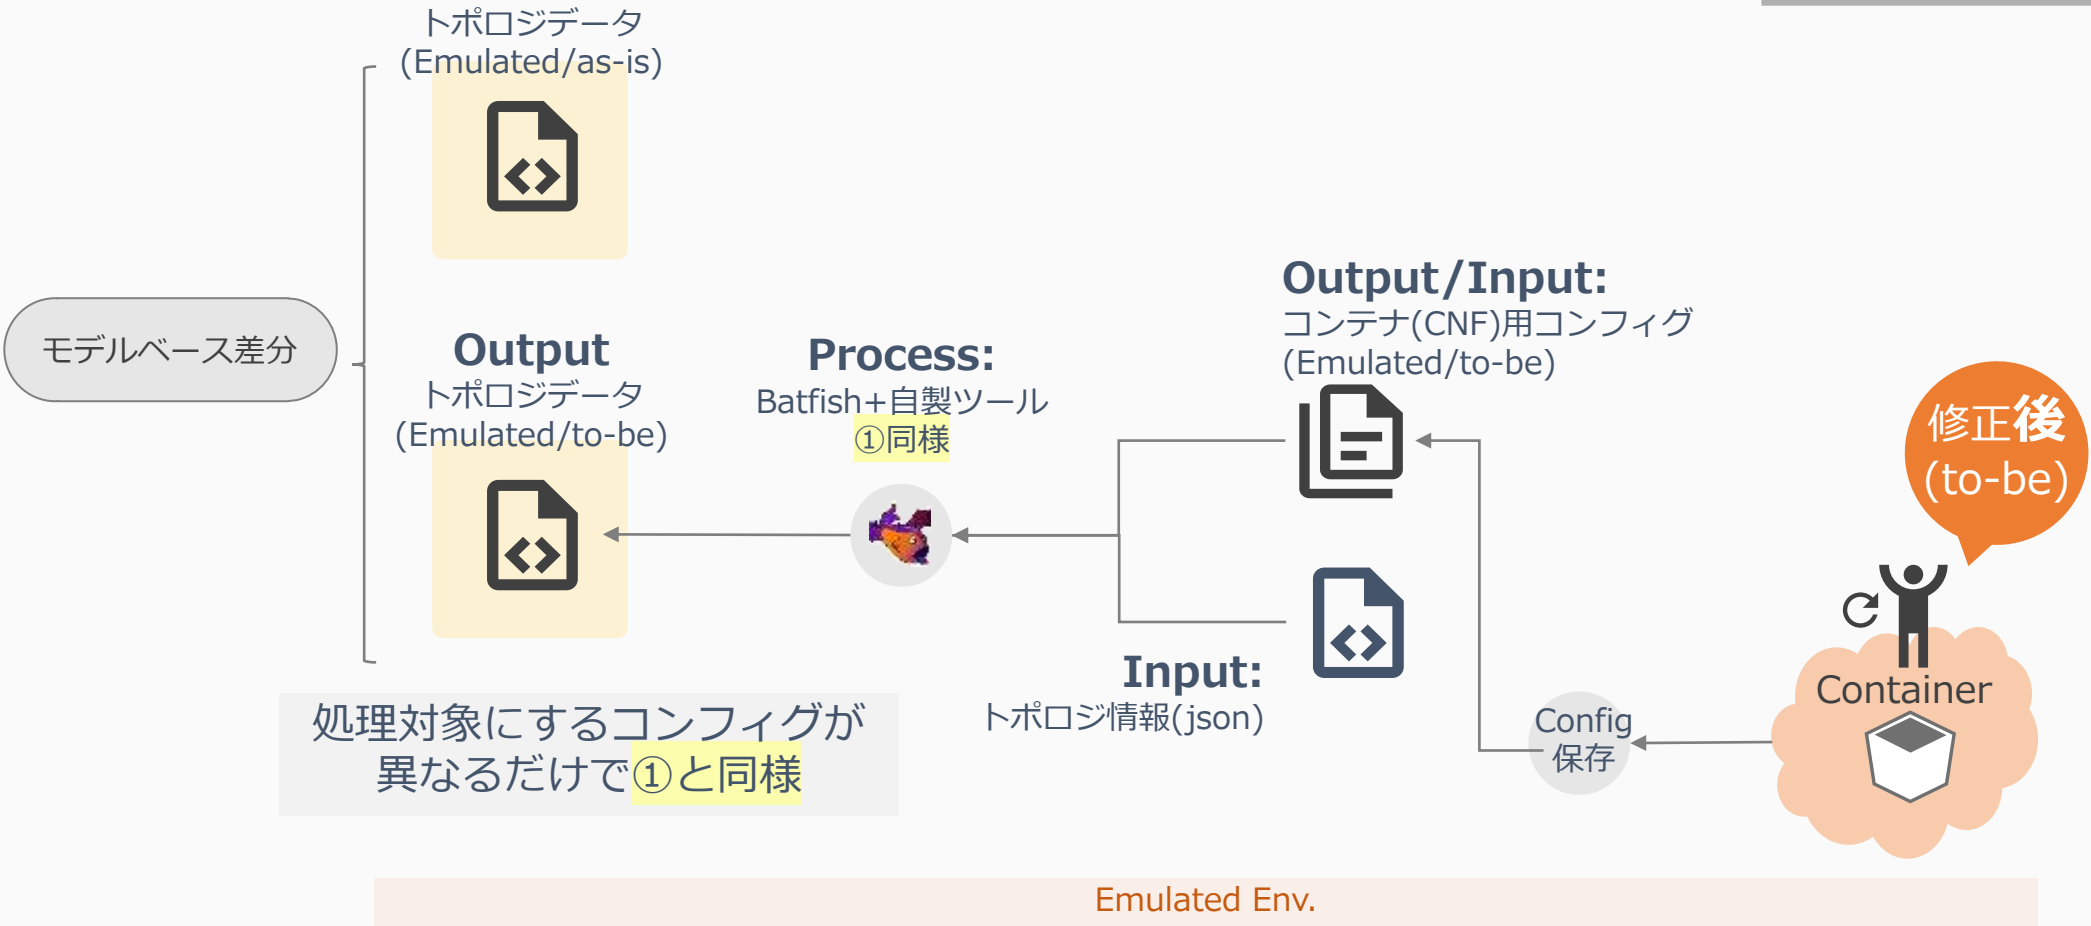 トポロジデータ
(Emulated/as-is)
モデルベース差分
Output
トポロジデータ
(Emulated/to-be)
Process:
Batfish+自製ツール
①同様
Output/Input:
コンテナ(CNF)用コンフィグ
(Emulated/to-be)
修正後
(to-be)
Input:
トポロジ情報(json)
Config
保存
Container
処理対象にするコンフィグが
異なるだけで①と同様
Emulated Env.